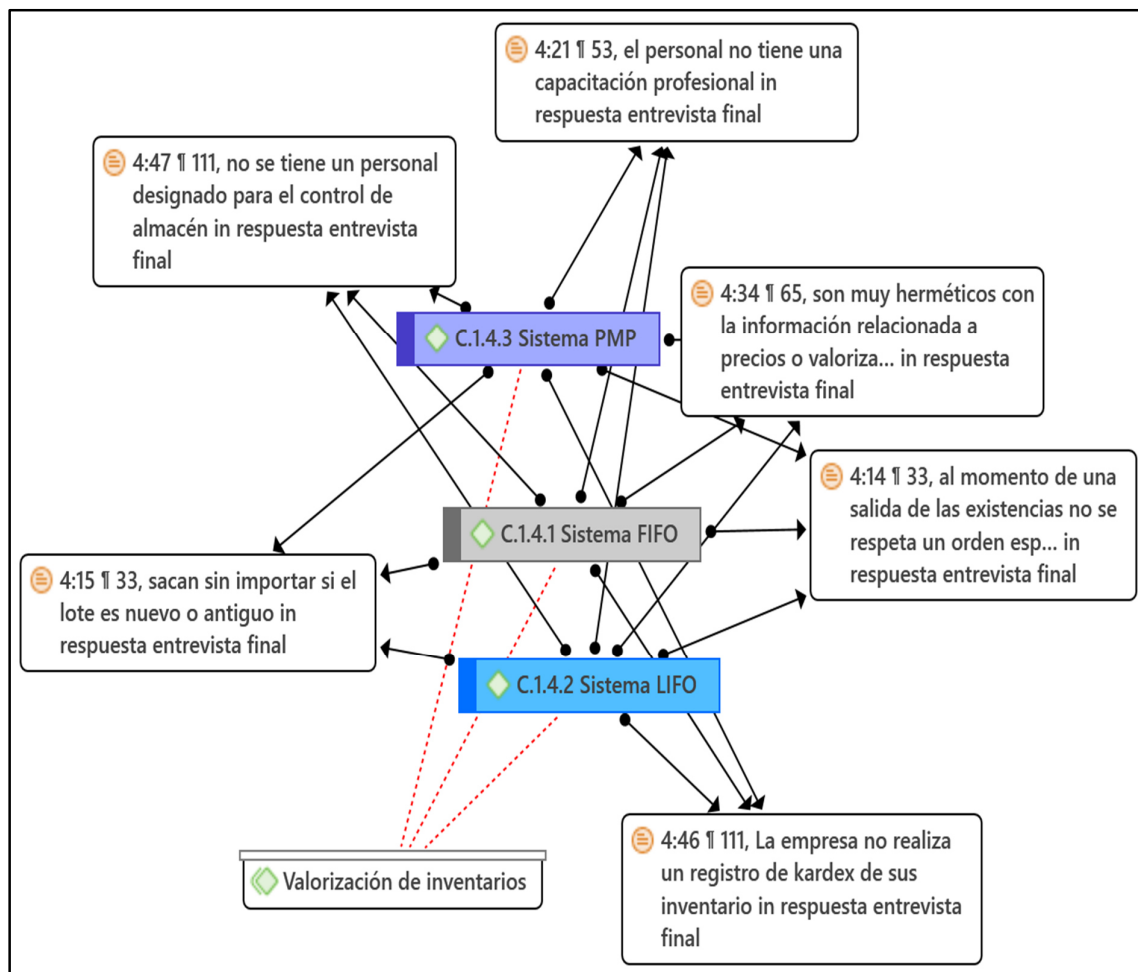 4:21 ¶ 53, el personal no tiene una
capacitación profesional in
respuesta entrevista final
4:47 ¶ 111, no se tiene un personal
designado para el control de
almacén in respuesta entrevista
final
4:34 ¶ 65, son muy herméticos con
la información relacionada a
precios o valoriza... in respuesta
entrevista final
C.1.4.3 Sistema PMP
4:14 ¶ 33, al momento de una
salida de las existencias no se
respeta un orden esp... in
respuesta entrevista final
C.1.4.1 Sistema FIFO
4:15 ¶ 33, sacan sin importar si el
lote es nuevo o antiguo in
respuesta entrevista final
C.1.4.2 Sistema LIFO
4:46 ¶ 111, La empresa no realiza
un registro de kardex de sus
inventario in respuesta entrevista
final
Valorización de inventarios